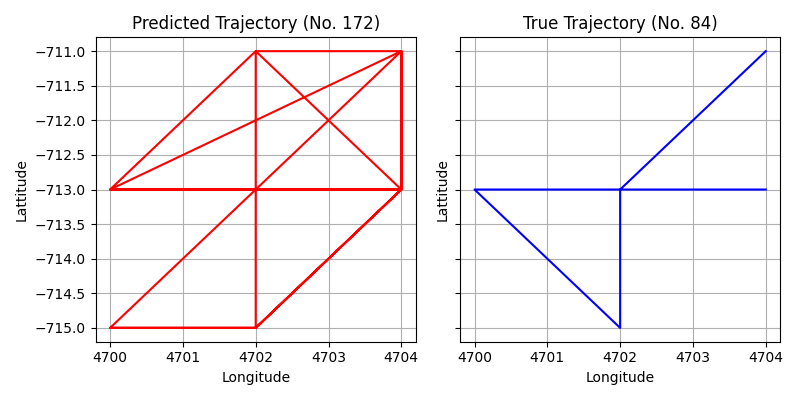 Predicted Trajectory (No. 172)
Lattitude
−711.0
−711.5
−712.0
−712.5
−713.0
−713.5
−714.0
−714.5
−715.0
4700 4701 4702 4703 4704
Longitude
True Trajectory (No. 84)
Lattitude
4700 4701 4702 4703 4704
Longitude